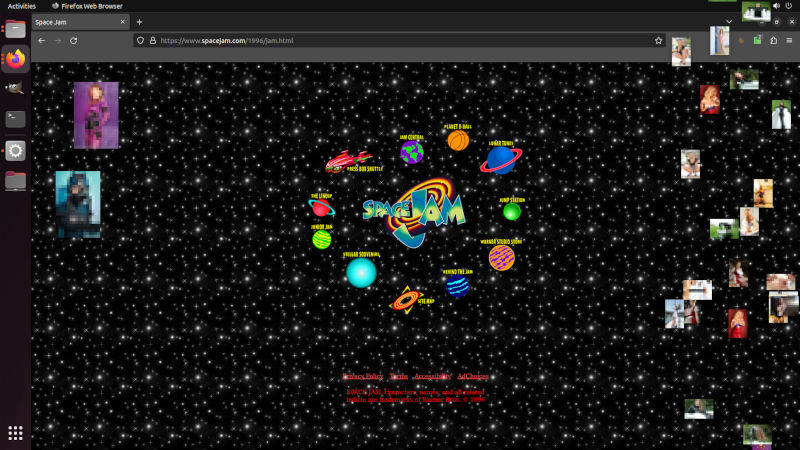 Activities
Firefox Web Browser
Space Jam
https://www.spacejam.com/1996/jam.html
PLANET B-BALL
JAM CENTRAL
LUNAR TUNES
PRESS BOX SHUTTLE
THE LINEUP
JUMP STATION
SPACE JAM
JUNIOR JAM
WARNER STUDIO STORE
STELLAR SOUVENIRS
BEHIND THE JAM
SITE MAP
Privacy Policy Terms Accessibility AdChoices
SPACE JAM, characters, names, and all related
indicia are trademarks of Warner Bros. © 1996